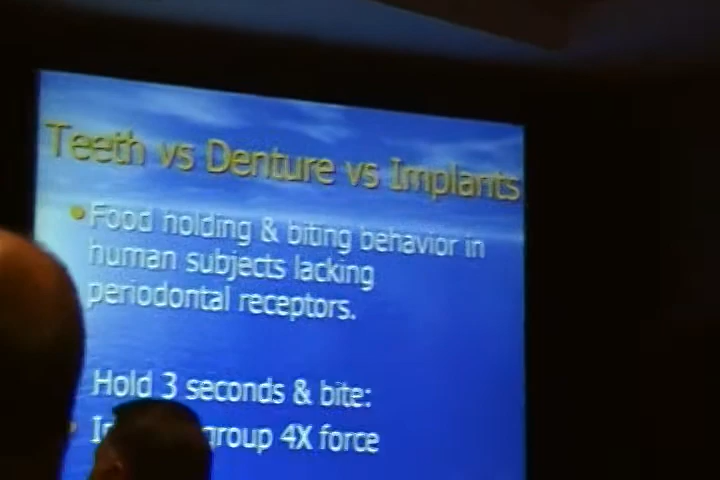 Teeth vs Denture vs Implants
Food holding & biting behavior in
human subjects lacking
periodontal receptors.
Hold 3 seconds & bite:
group 4X force